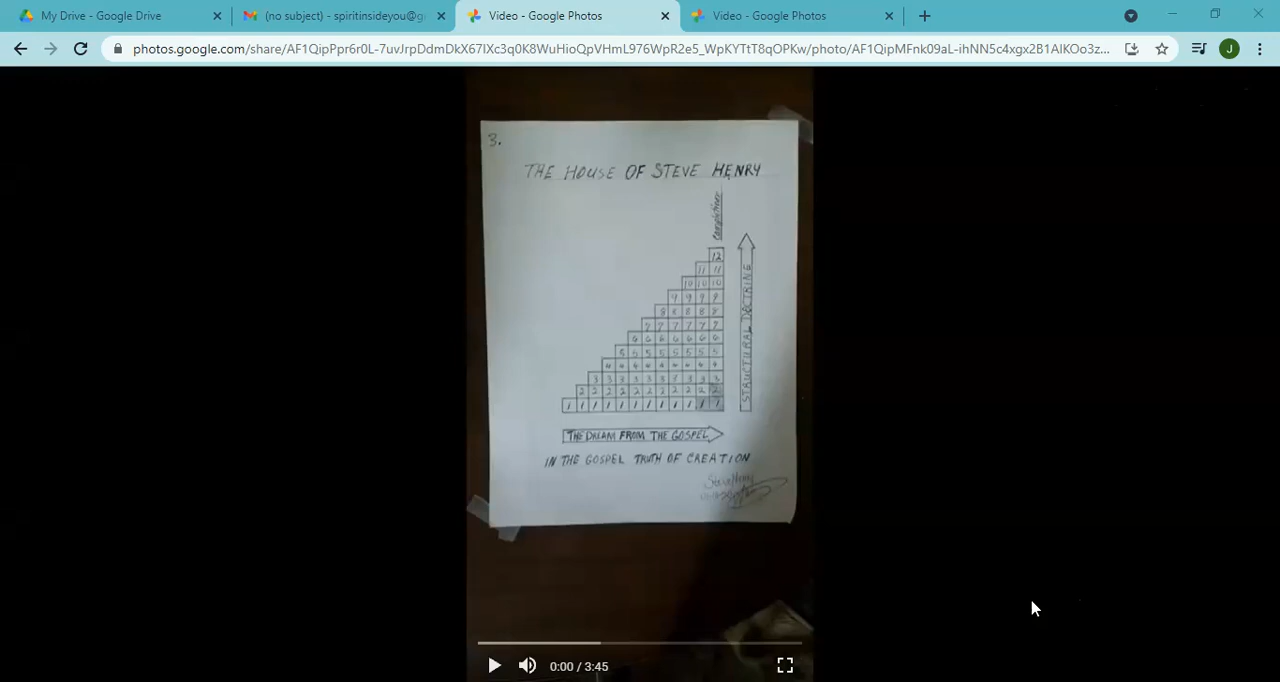 My Drive - Google Drive
(no subject) - spiritinsideyou@g
Video - Google Photos
Video - Google Photos
photos.google.com/share/AF1QipPpr6r0L-7uvJrpDdmDkX67IXc3q0K8WuHioQpVHmL976WpR2e5_WpKYTtT8qOPKw/photo/AF1QipMFnk09aL-ihNN5c4xgx2B1AlKOo3z...
J
3.
THE HOUSE OF STEVE HENRY
Completion
12
11 11
10 10 10
9 9 9 9
8 8 8 8 8
7 7 7 7 7 7
6 6 6 6 6 6 6
5 5 5 5 5 5 5 5
4 4 4 4 4 4 4 4 4
3 3 3 3 3 3 3 3 3 3
2 2 2 2 2 2 2 2 2 2 2
1 1 1 1 1 1 1 1 1 1 1 1
STRUCTURAL DOCTRINE
THE DREAM FROM THE GOSPEL
IN THE GOSPEL TRUTH OF CREATION
Steve Henry
0:00 / 3:45